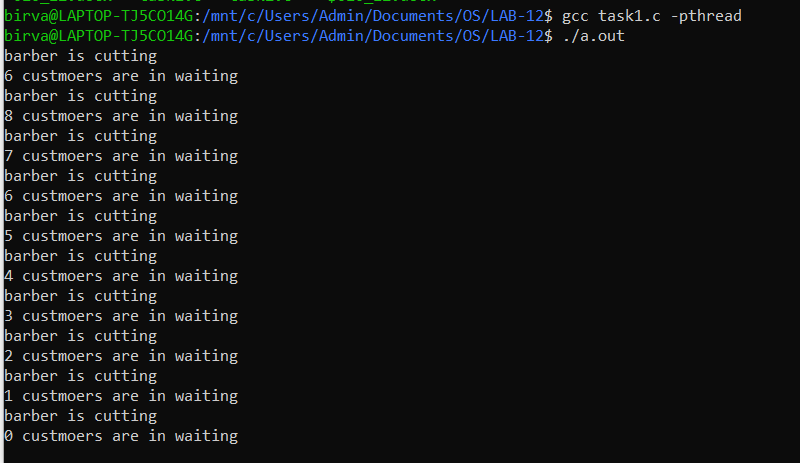 birva@LAPTOP-TJ5CO14G:/mnt/c/Users/Admin/Documents/OS/LAB-12$ gcc task1.c -pthread
birva@LAPTOP-TJ5CO14G:/mnt/c/Users/Admin/Documents/OS/LAB-12$ ./a.out
barber is cutting
6 custmoers are in waiting
barber is cutting
8 custmoers are in waiting
barber is cutting
7 custmoers are in waiting
barber is cutting
6 custmoers are in waiting
barber is cutting
5 custmoers are in waiting
barber is cutting
4 custmoers are in waiting
barber is cutting
3 custmoers are in waiting
barber is cutting
2 custmoers are in waiting
barber is cutting
1 custmoers are in waiting
barber is cutting
0 custmoers are in waiting